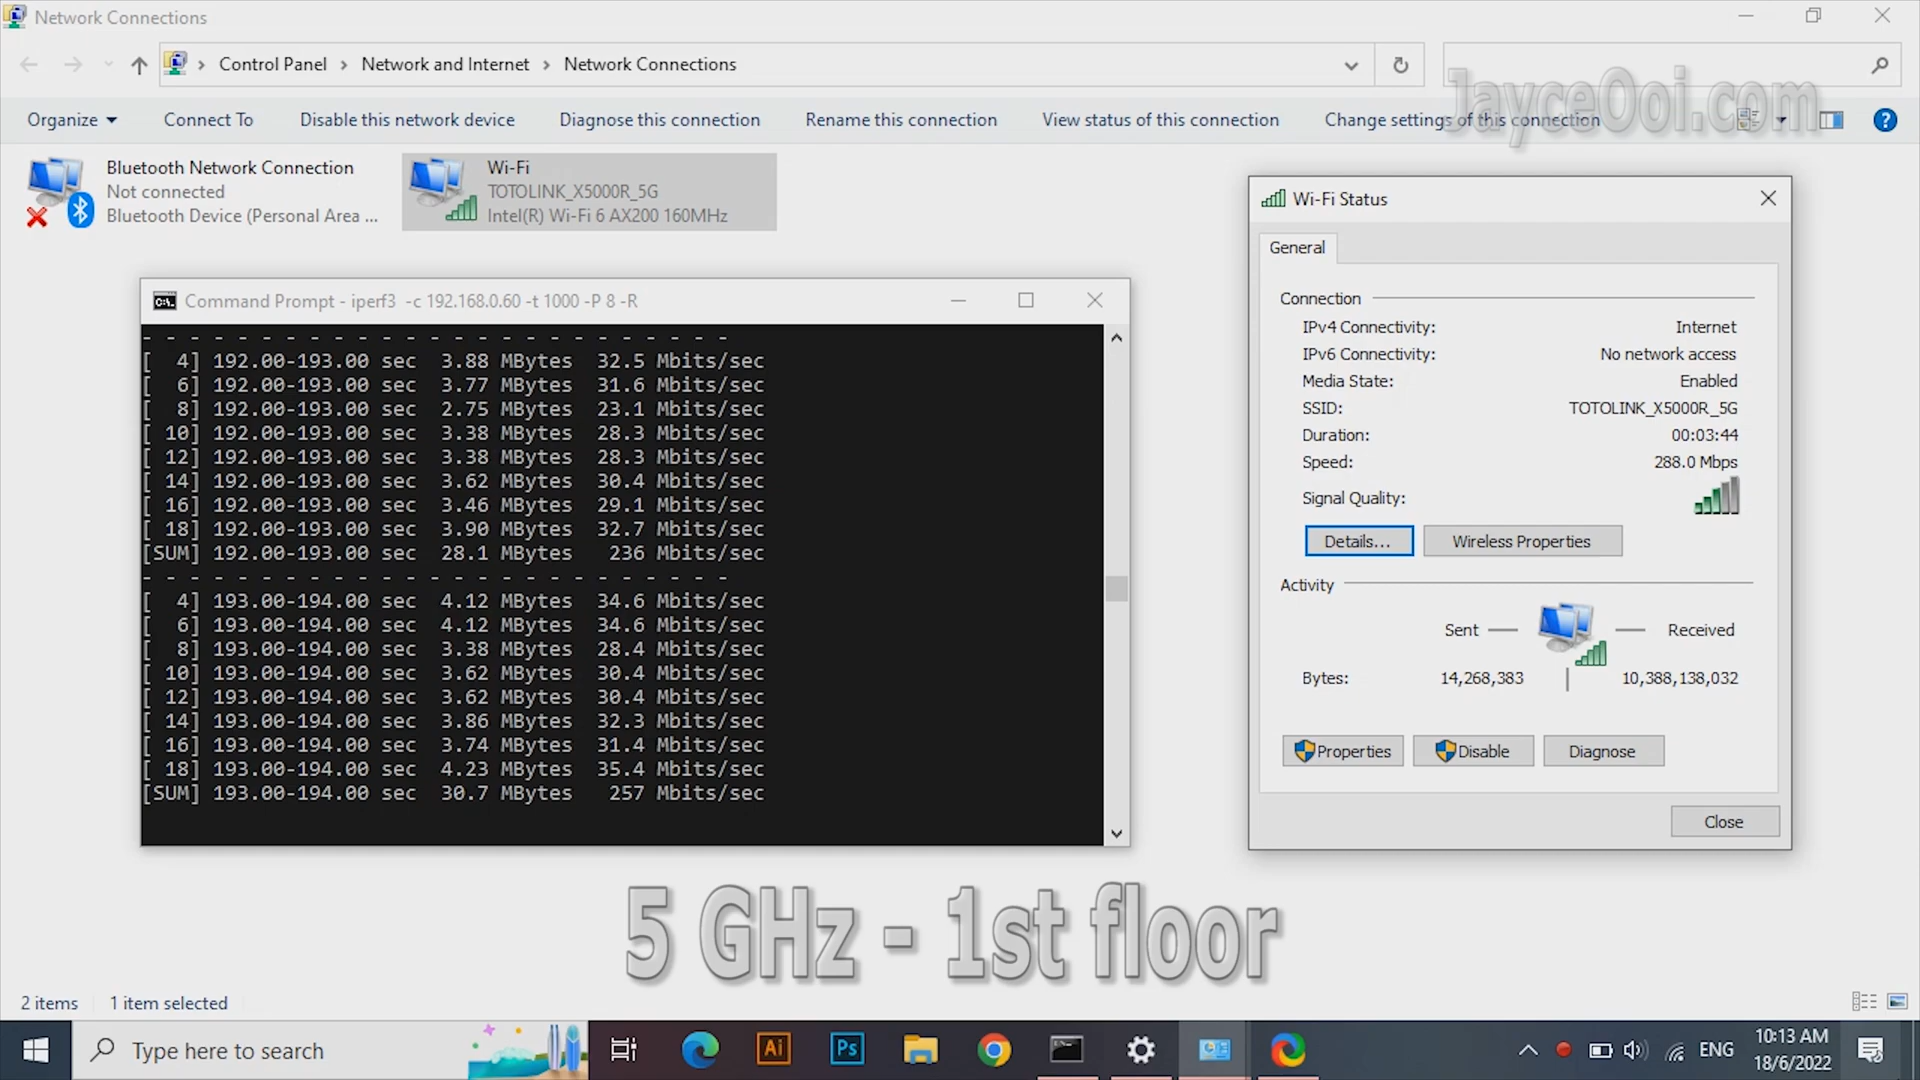 Network Connections
Control Panel > Network and Internet > Network Connections
JayceOoi.com
Organize Connect To Disable this network device Diagnose this connection Rename this connection View status of this connection Change settings of this connection
Bluetooth Network Connection
Not connected
Bluetooth Device (Personal Area ...
Wi-Fi
TOTOLINK_X5000R_5G
Intel(R) Wi-Fi 6 AX200 160MHz
Command Prompt - iperf3 -c 192.168.0.60 -t 1000 -P 8 -R
- - - - - - - - - - - - - - - - - - - - - - - - -
[ 4] 192.00-193.00 sec 3.88 MBytes 32.5 Mbits/sec
[ 6] 192.00-193.00 sec 3.77 MBytes 31.6 Mbits/sec
[ 8] 192.00-193.00 sec 2.75 MBytes 23.1 Mbits/sec
[ 10] 192.00-193.00 sec 3.38 MBytes 28.3 Mbits/sec
[ 12] 192.00-193.00 sec 3.38 MBytes 28.3 Mbits/sec
[ 14] 192.00-193.00 sec 3.62 MBytes 30.4 Mbits/sec
[ 16] 192.00-193.00 sec 3.46 MBytes 29.1 Mbits/sec
[ 18] 192.00-193.00 sec 3.90 MBytes 32.7 Mbits/sec
[SUM] 192.00-193.00 sec 28.1 MBytes 236 Mbits/sec
- - - - - - - - - - - - - - - - - - - - - - - - -
[ 4] 193.00-194.00 sec 4.12 MBytes 34.6 Mbits/sec
[ 6] 193.00-194.00 sec 4.12 MBytes 34.6 Mbits/sec
[ 8] 193.00-194.00 sec 3.38 MBytes 28.4 Mbits/sec
[ 10] 193.00-194.00 sec 3.62 MBytes 30.4 Mbits/sec
[ 12] 193.00-194.00 sec 3.62 MBytes 30.4 Mbits/sec
[ 14] 193.00-194.00 sec 3.86 MBytes 32.3 Mbits/sec
[ 16] 193.00-194.00 sec 3.74 MBytes 31.4 Mbits/sec
[ 18] 193.00-194.00 sec 4.23 MBytes 35.4 Mbits/sec
[SUM] 193.00-194.00 sec 30.7 MBytes 257 Mbits/sec
Wi-Fi Status
General
Connection
IPv4 Connectivity: Internet
IPv6 Connectivity: No network access
Media State: Enabled
SSID: TOTOLINK_X5000R_5G
Duration: 00:03:44
Speed: 288.0 Mbps
Signal Quality:
Details... Wireless Properties
Activity
Sent — Received
Bytes: 14,268,383 | 10,388,138,032
Properties Disable Diagnose
Close
5 GHz - 1st floor
2 items 1 item selected
Type here to search
Ai
Ps
ENG
10:13 AM
18/6/2022